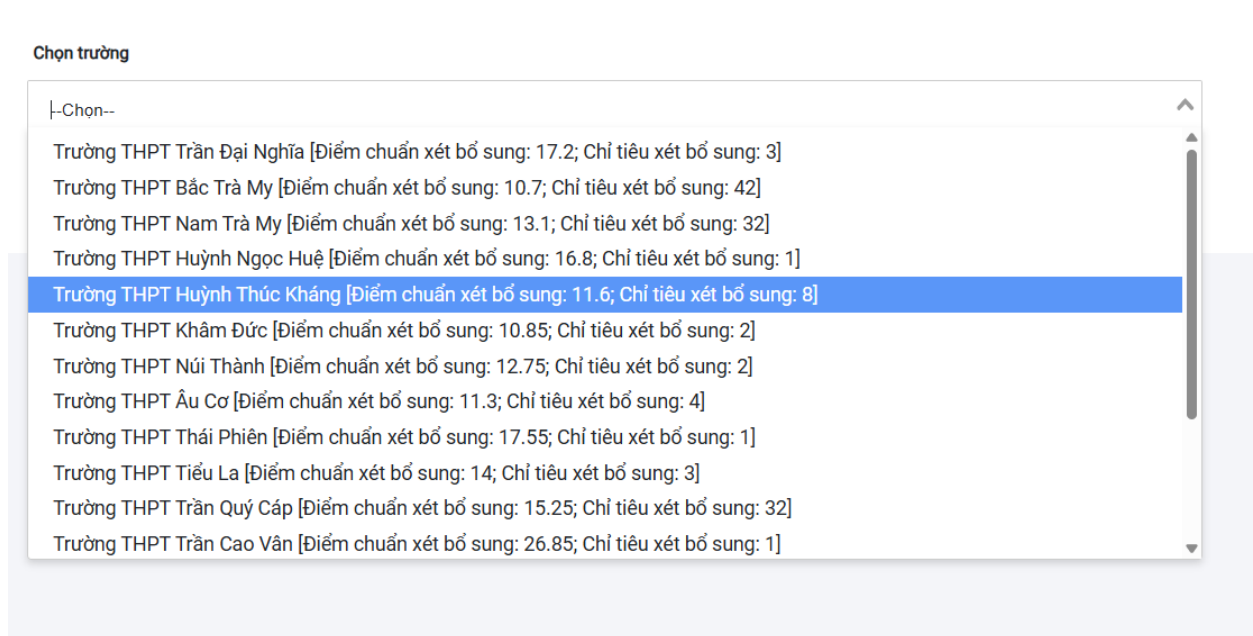 Chọn trường
--Chọn--
Trường THPT Trần Đại Nghĩa [Điểm chuẩn xét bổ sung: 17.2; Chỉ tiêu xét bổ sung: 3]
Trường THPT Bắc Trà My [Điểm chuẩn xét bổ sung: 10.7; Chỉ tiêu xét bổ sung: 42]
Trường THPT Nam Trà My [Điểm chuẩn xét bổ sung: 13.1; Chỉ tiêu xét bổ sung: 32]
Trường THPT Huỳnh Ngọc Huệ [Điểm chuẩn xét bổ sung: 16.8; Chỉ tiêu xét bổ sung: 1]
Trường THPT Huỳnh Thúc Kháng [Điểm chuẩn xét bổ sung: 11.6; Chỉ tiêu xét bổ sung: 8]
Trường THPT Khâm Đức [Điểm chuẩn xét bổ sung: 10.85; Chỉ tiêu xét bổ sung: 2]
Trường THPT Núi Thành [Điểm chuẩn xét bổ sung: 12.75; Chỉ tiêu xét bổ sung: 2]
Trường THPT Âu Cơ [Điểm chuẩn xét bổ sung: 11.3; Chỉ tiêu xét bổ sung: 4]
Trường THPT Thái Phiên [Điểm chuẩn xét bổ sung: 17.55; Chỉ tiêu xét bổ sung: 1]
Trường THPT Tiểu La [Điểm chuẩn xét bổ sung: 14; Chỉ tiêu xét bổ sung: 3]
Trường THPT Trần Quý Cáp [Điểm chuẩn xét bổ sung: 15.25; Chỉ tiêu xét bổ sung: 32]
Trường THPT Trần Cao Vân [Điểm chuẩn xét bổ sung: 26.85; Chỉ tiêu xét bổ sung: 1]